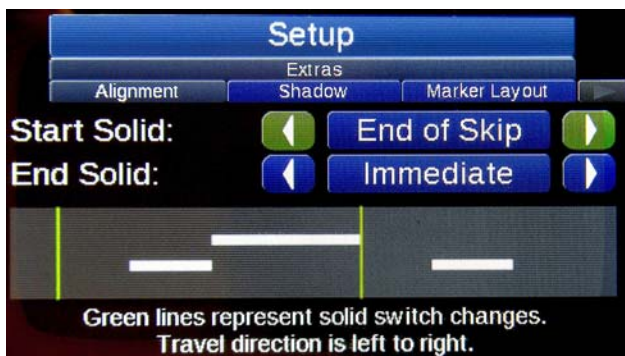 Setup
Extras
Alignment Shadow Marker Layout
Start Solid: End of Skip
End Solid: Immediate
Green lines represent solid switch changes.
Travel direction is left to right.